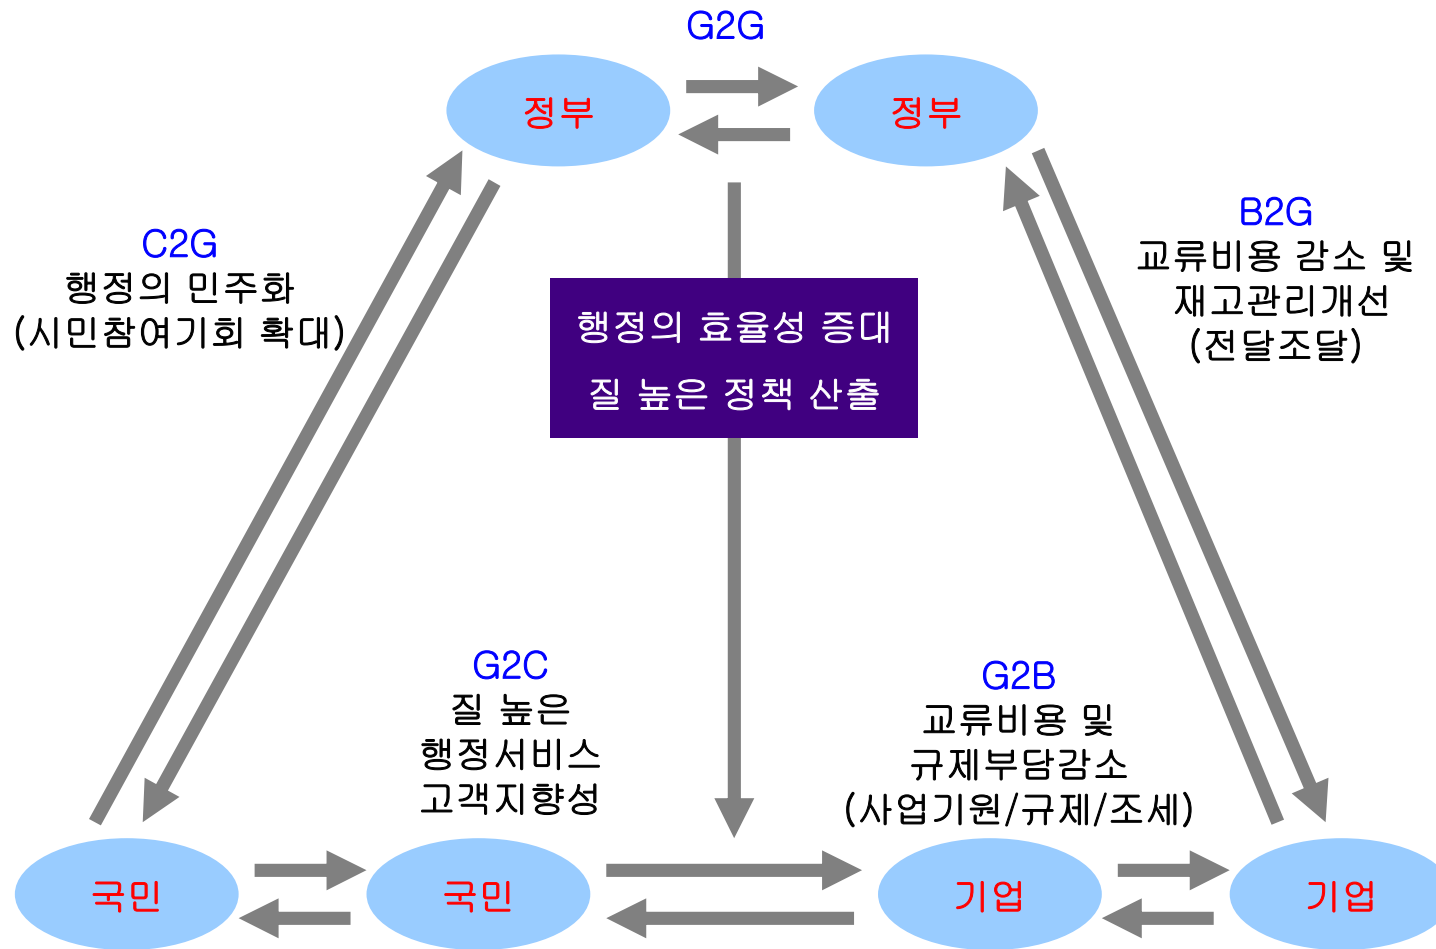 G2G
정부
정부
C2G
행정의 민주화
(시민참여기회 확대)
B2G
교류비용 감소 및
재고관리개선
(전달조달)
행정의 효율성 증대
질 높은 정책 산출
G2C
질 높은
행정서비스
고객지향성
G2B
교류비용 및
규제부담감소
(사업기원/규제/조세)
국민
국민
기업
기업